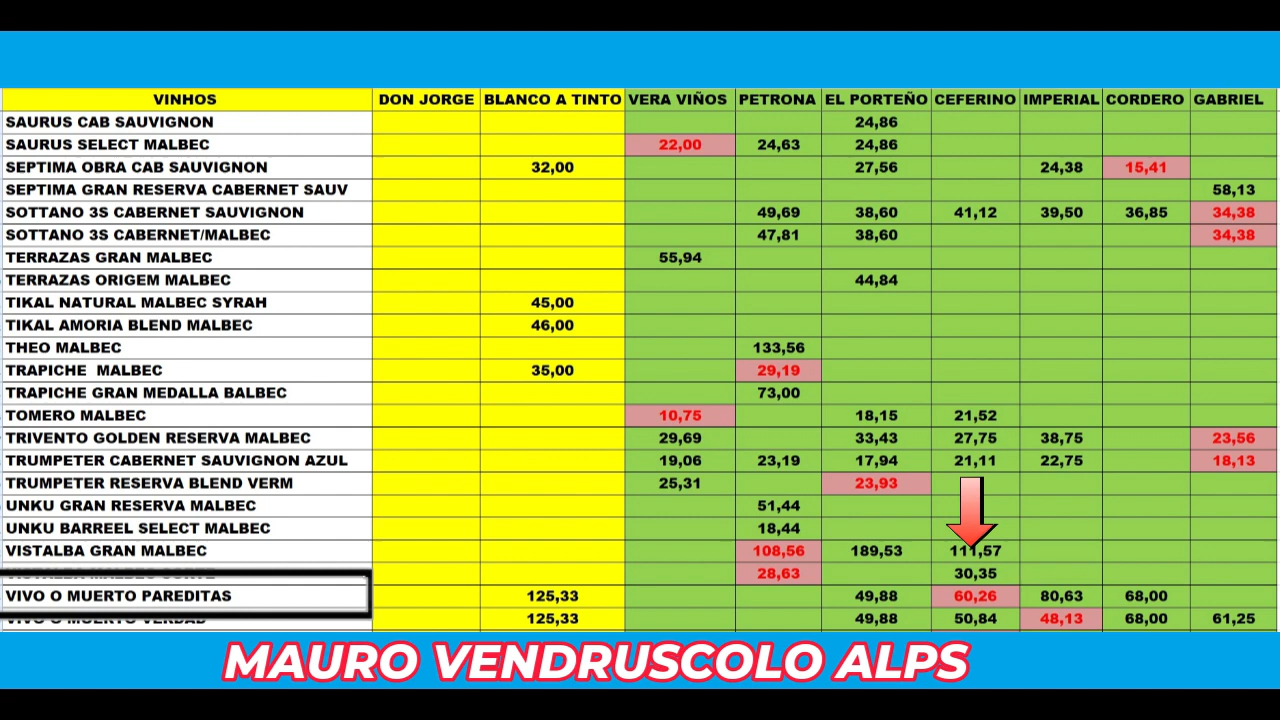 VINHOS DON JORGE BLANCO A TINTO VERA VIÑOS PETRONA EL PORTEÑO CEFERINO IMPERIAL CORDERO GABRIEL
SAURUS CAB SAUVIGNON 24,86
SAURUS SELECT MALBEC 22,00 24,63 24,86
SEPTIMA OBRA CAB SAUVIGNON 32,00 27,56 24,38 15,41
SEPTIMA GRAN RESERVA CABERNET SAUV 58,13
SOTTANO 3S CABERNET SAUVIGNON 49,69 38,60 41,12 39,50 36,85 34,38
SOTTANO 3S CABERNET/MALBEC 47,81 38,60 34,38
TERRAZAS GRAN MALBEC 55,94
TERRAZAS ORIGEM MALBEC 44,84
TIKAL NATURAL MALBEC SYRAH 45,00
TIKAL AMORIA BLEND MALBEC 46,00
THEO MALBEC 133,56
TRAPICHE MALBEC 35,00 29,19
TRAPICHE GRAN MEDALLA BALBEC 73,00
TOMERO MALBEC 10,75 18,15 21,52
TRIVENTO GOLDEN RESERVA MALBEC 29,69 33,43 27,75 38,75 23,56
TRUMPETER CABERNET SAUVIGNON AZUL 19,06 23,19 17,94 21,11 22,75 18,13
TRUMPETER RESERVA BLEND VERM 25,31 23,93
UNKU GRAN RESERVA MALBEC 51,44
UNKU BARREEL SELECT MALBEC 18,44
VISTALBA GRAN MALBEC 108,56 189,53 111,57
VISTALBA MALBEC CORTE 28,63 30,35
VIVO O MUERTO PAREDITAS 125,33 49,88 60,26 80,63 68,00
VIVO O MUERTO VERDAD 125,33 49,88 50,84 48,13 68,00 61,25
MAURO VENDRUSCOLO ALPS